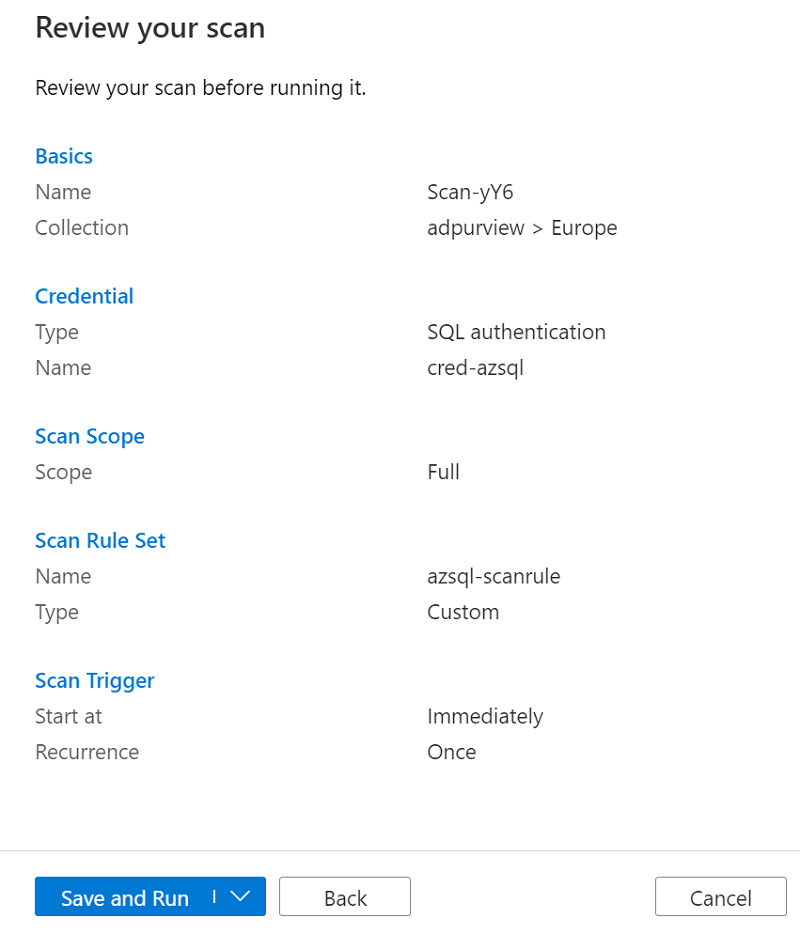 Review your scan
Review your scan before running it.
Basics
Name Scan-yY6
Collection adpurview > Europe
Credential
Type SQL authentication
Name cred-azsql
Scan Scope
Scope Full
Scan Rule Set
Name azsql-scanrule
Type Custom
Scan Trigger
Start at Immediately
Recurrence Once
Save and Run Back Cancel